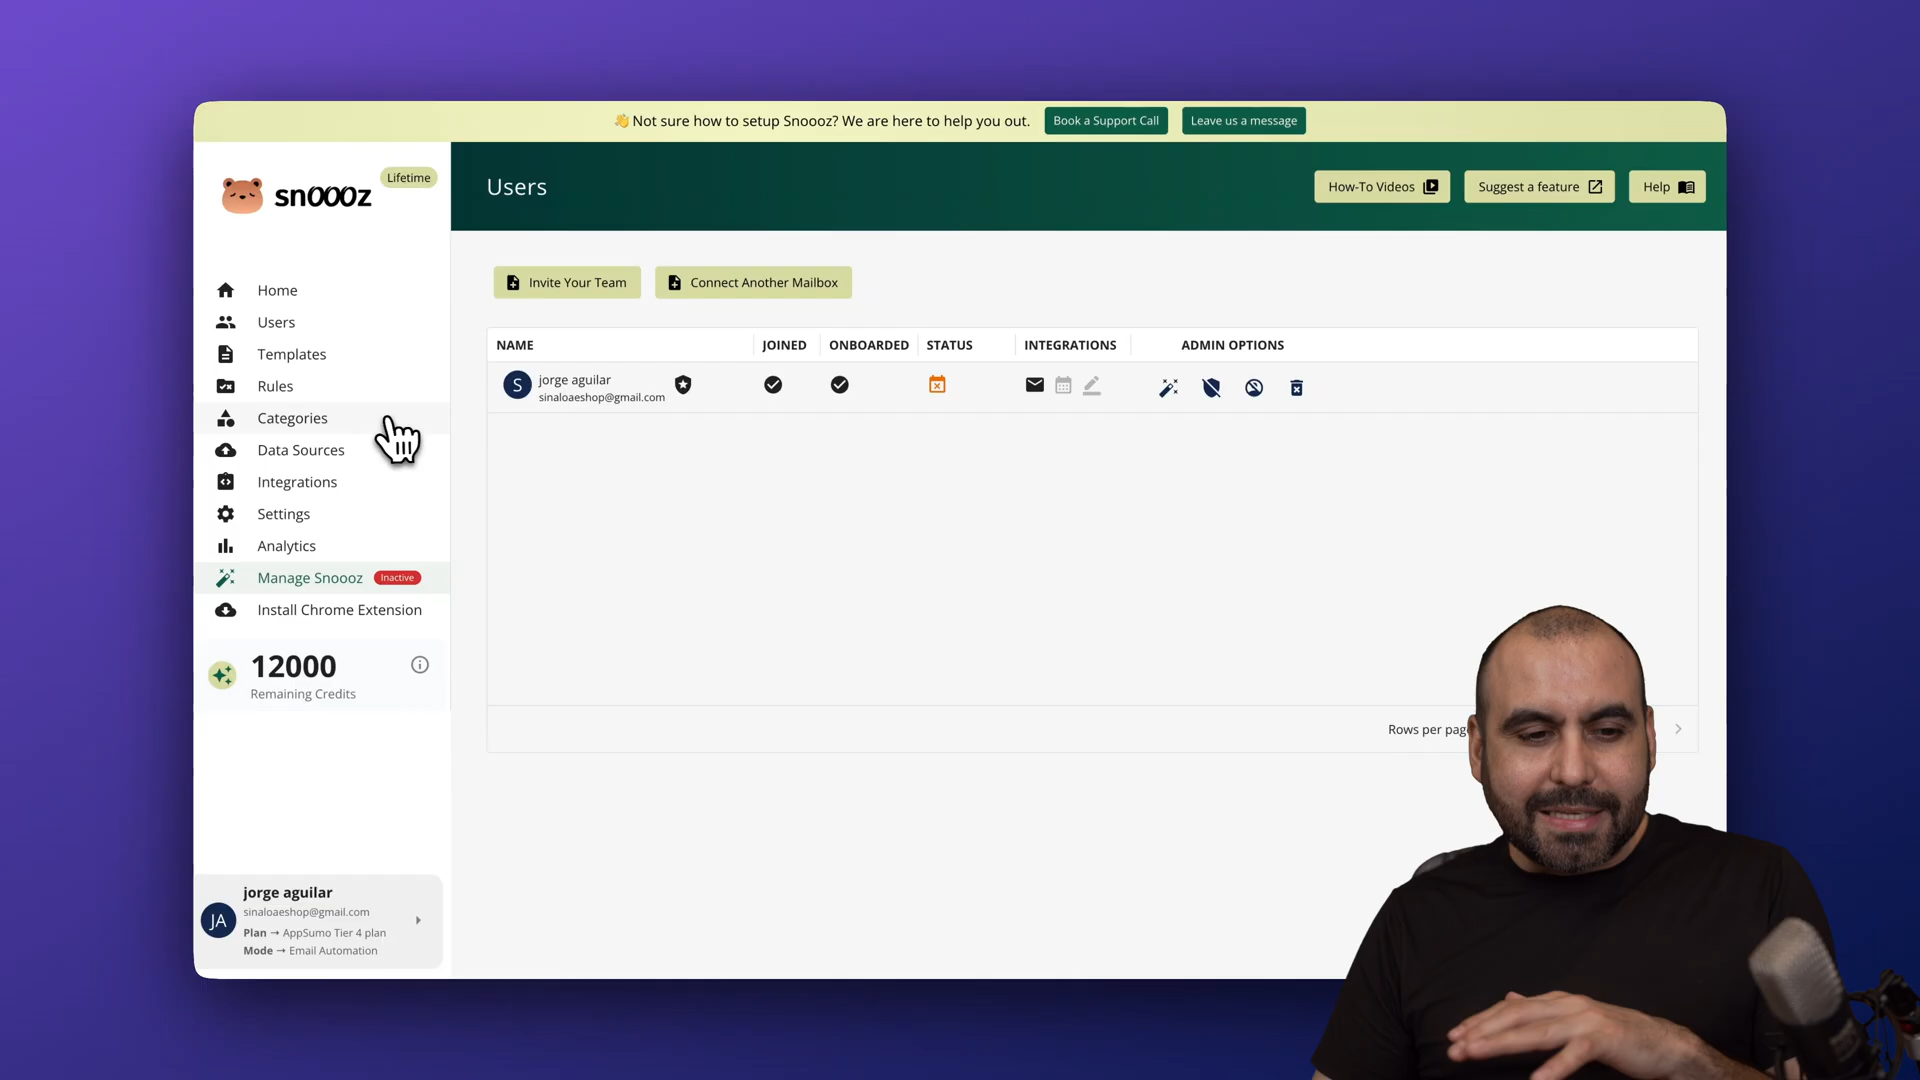 👋 Not sure how to setup Snoooz? We are here to help you out.
Book a Support Call
Leave us a message
snoooz
Lifetime
Users
How-To Videos
Suggest a feature
Help
Home
Users
Templates
Rules
Categories
Data Sources
Integrations
Settings
Analytics
Manage Snoooz
Inactive
Install Chrome Extension
12000
Remaining Credits
Invite Your Team
Connect Another Mailbox
NAME
JOINED
ONBOARDED
STATUS
INTEGRATIONS
ADMIN OPTIONS
S
jorge aguilar
sinaloaeshop@gmail.com
Rows per
JA
jorge aguilar
sinaloaeshop@gmail.com
Plan → AppSumo Tier 4 plan
Mode → Email Automation